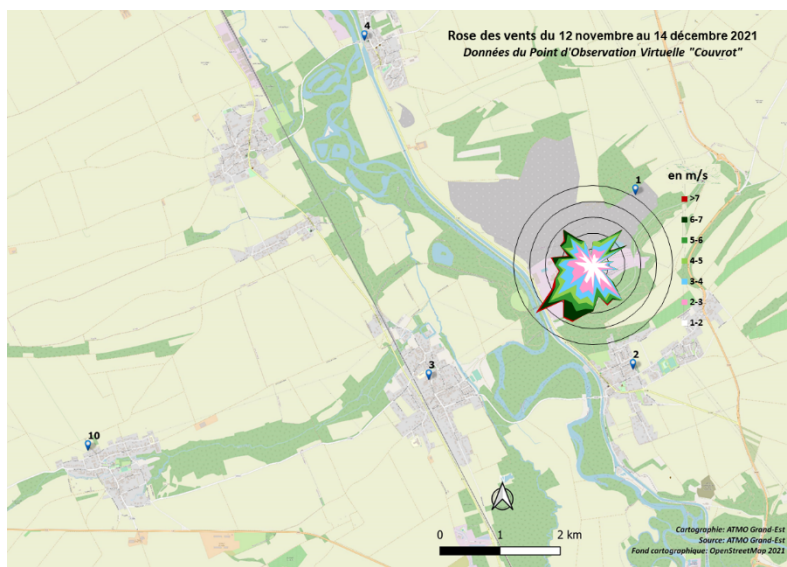 Rose des vents du 12 novembre au 14 décembre 2021
Données du Point d'Observation Virtuelle "Couvrot"
4
1
en m/s
>7
6-7
5-6
4-5
3-4
2-3
1-2
3
2
10
0 1 2 km
Cartographie: ATMO Grand-Est
Source: ATMO Grand-Est
Fond cartographique: OpenStreetMap 2021